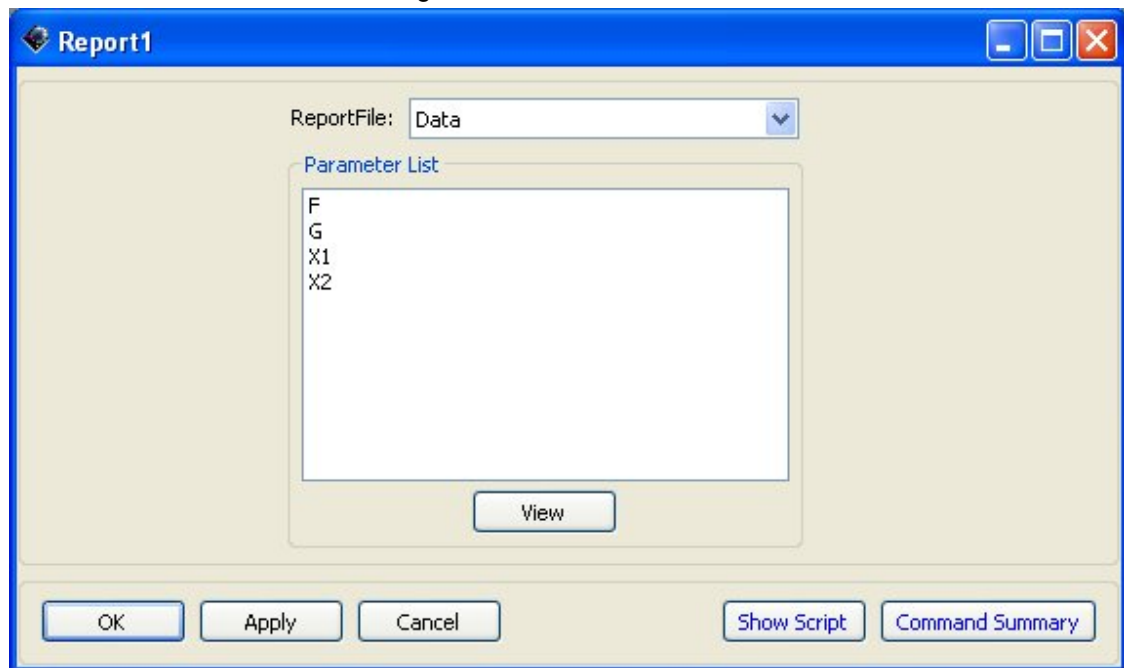 Report1
ReportFile: Data
Parameter List
F
G
X1
X2
View
OK Apply Cancel Show Script Command Summary